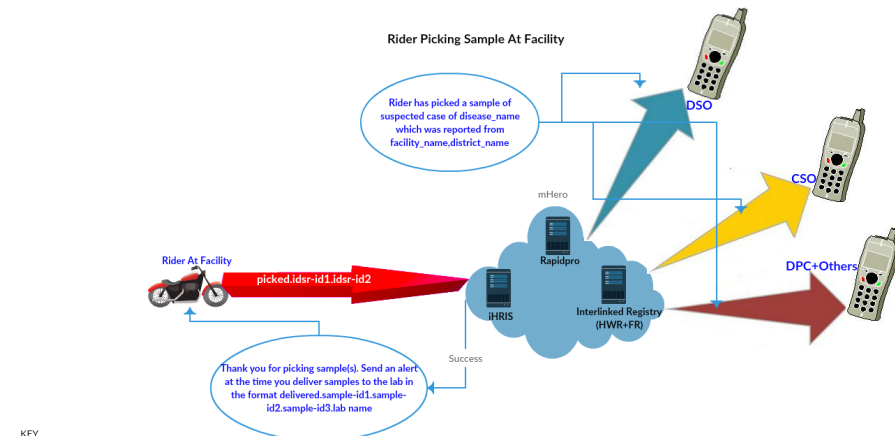 Rider Picking Sample At Facility
Rider has picked a sample of
suspected case of disease_name
which was reported from
facility_name,district_name
DSO
CSO
mHero
Rapidpro
Rider At Facility
picked.idsr-id1.idsr-id2
DPC+Others
iHRIS
Interlinked Registry
(HWR+FR)
Success
Thank you for picking sample(s). Send an alert
at the time you deliver samples to the lab in
the format delivered.sample-id1.sample-
id2.sample-id3.lab name
KEY